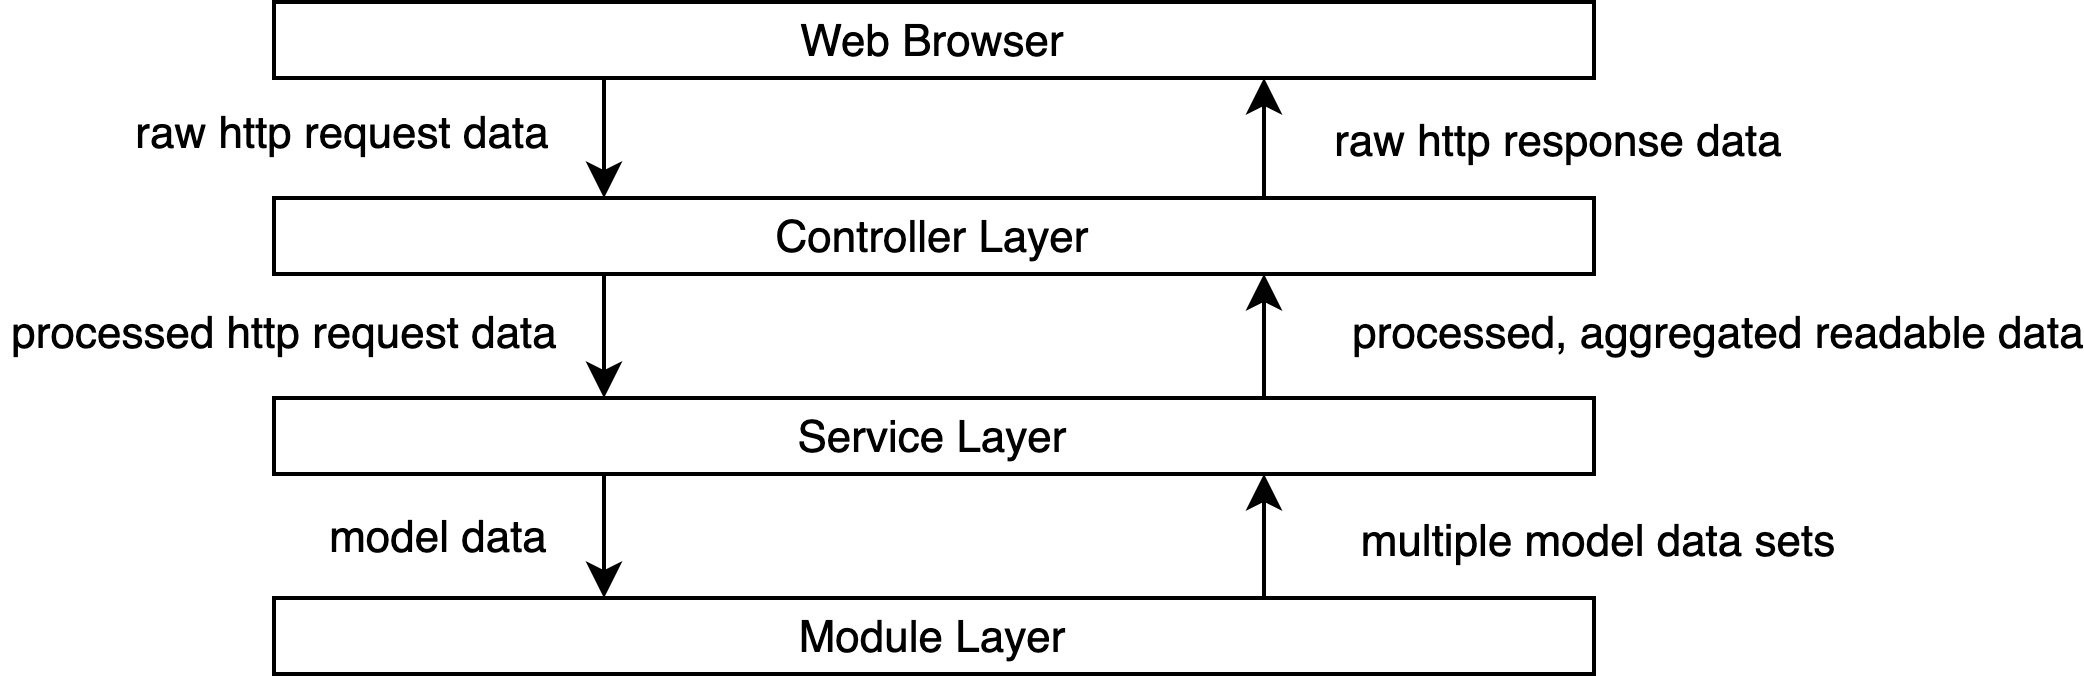 Web Browser
raw http request data
raw http response data
Controller Layer
processed http request data
processed, aggregated readable data
Service Layer
model data
multiple model data sets
Module Layer